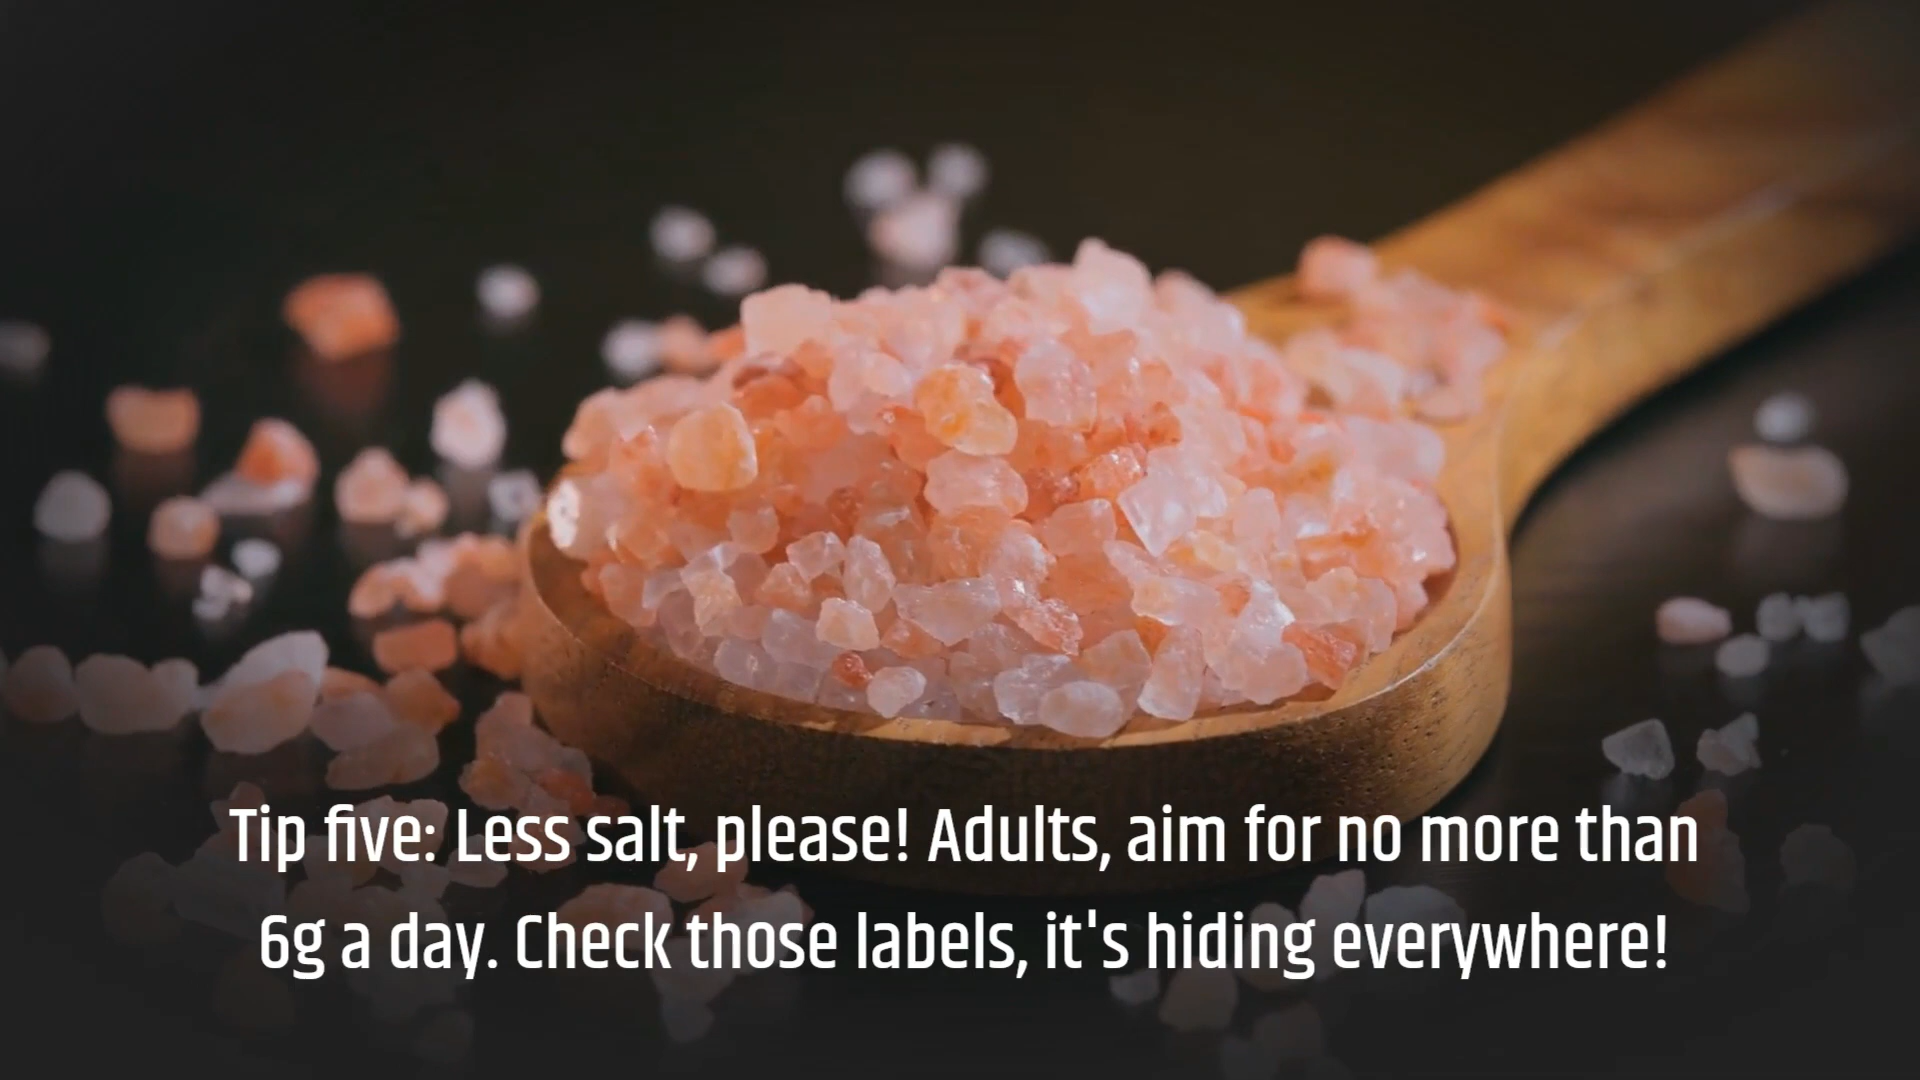 Tip five: Less salt, please! Adults, aim for no more than
6g a day. Check those labels, it's hiding everywhere!